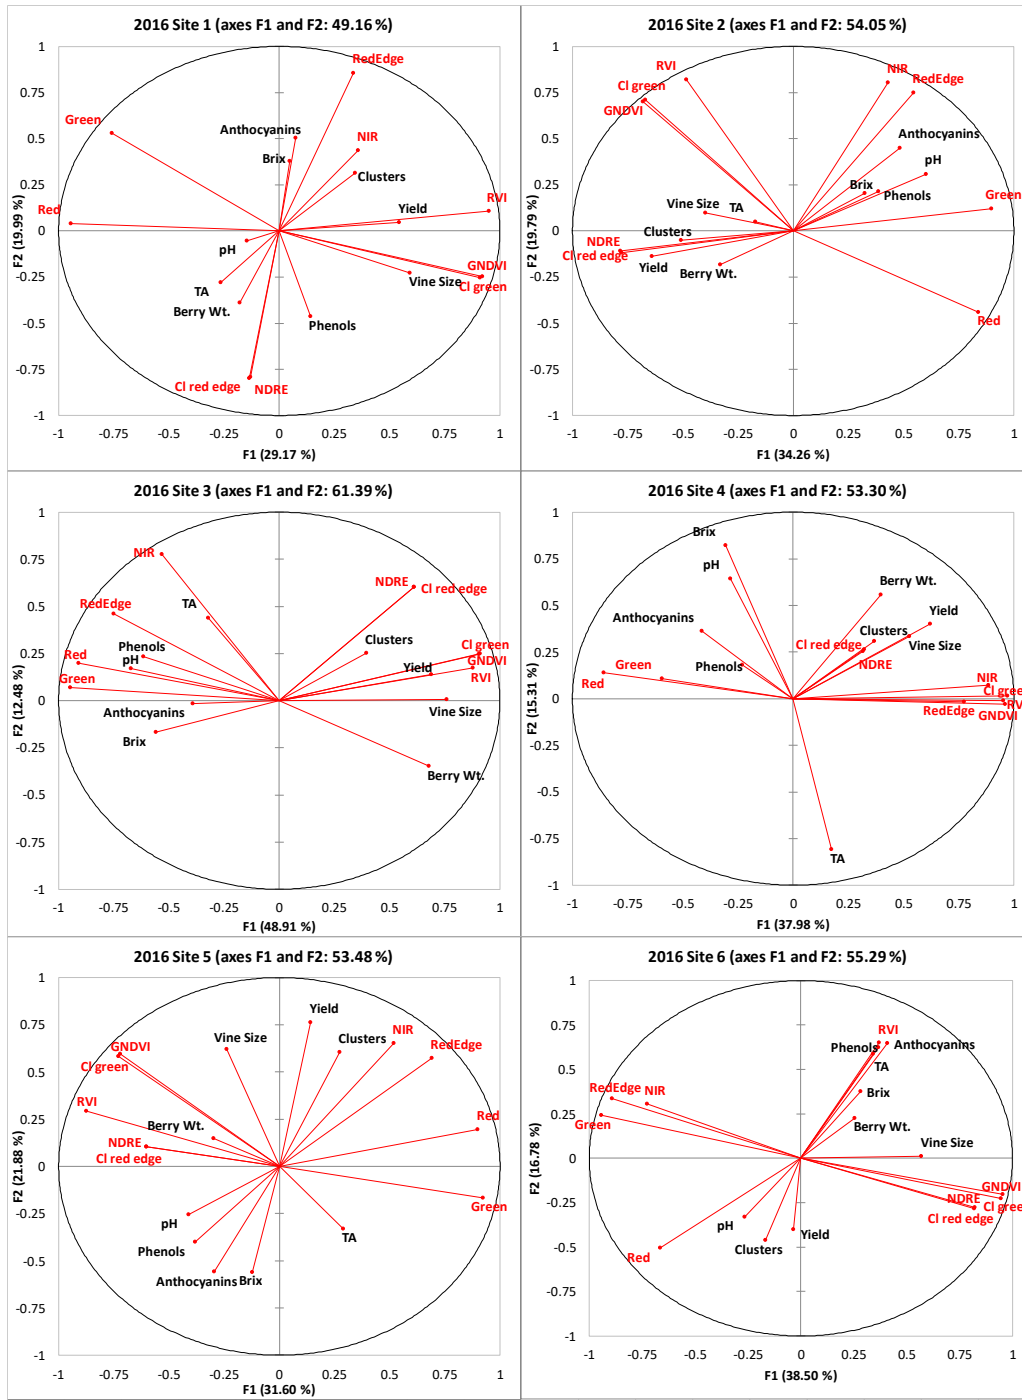 2016 Site 1 (axes F1 and F2: 49.16 %)
1
RedEdge
0.75
Green
Anthocyanins
0.5
NIR
Brix
Clusters
0.25
Red
Yield
RVI
0
pH
GNDVI
-0.25
TA
Vine Size
Cl green
Berry Wt.
Phenols
-0.5
-0.75
Cl red edge
NDRE
-1
-1 -0.75 -0.5 -0.25 0 0.25 0.5 0.75 1
F1 (29.17 %)
F2 (19.99 %)
2016 Site 2 (axes F1 and F2: 54.05 %)
1
RVI
NIR
Cl green
RedEdge
0.75
GNDVI
Anthocyanins
0.5
pH
Brix
0.25
Phenols
Green
Vine Size
TA
0
Clusters
NDRE
Cl red edge
Yield
Berry Wt.
-0.25
Red
-0.5
-0.75
-1
-1 -0.75 -0.5 -0.25 0 0.25 0.5 0.75 1
F1 (34.26 %)
F2 (19.79 %)
2016 Site 3 (axes F1 and F2: 61.39 %)
1
NIR
0.75
NDRE
Cl red edge
RedEdge
TA
0.5
Phenols
Clusters
Cl green
Red
pH
0.25
Yield
GNDVI
Green
RVI
0
Anthocyanins
Vine Size
Brix
-0.25
Berry Wt.
-0.5
-0.75
-1
-1 -0.75 -0.5 -0.25 0 0.25 0.5 0.75 1
F1 (48.91 %)
F2 (12.48 %)
2016 Site 4 (axes F1 and F2: 53.30 %)
1
Brix
0.75
pH
Berry Wt.
0.5
Anthocyanins
Yield
Clusters
Cl red edge
Vine Size
0.25
Phenols
NDRE
Green
Red
NIR
Cl green
0
RedEdge
RVI
GNDVI
-0.25
-0.5
-0.75
TA
-1
-1 -0.75 -0.5 -0.25 0 0.25 0.5 0.75 1
F1 (37.98 %)
F2 (15.31 %)
2016 Site 5 (axes F1 and F2: 53.48 %)
1
Yield
0.75
Vine Size
Clusters
NIR
GNDVI
RedEdge
Cl green
0.5
RVI
Red
0.25
Berry Wt.
NDRE
Cl red edge
0
Green
pH
TA
-0.25
Phenols
Anthocyanins
Brix
-0.5
-0.75
-1
-1 -0.75 -0.5 -0.25 0 0.25 0.5 0.75 1
F1 (31.60 %)
F2 (21.88 %)
2016 Site 6 (axes F1 and F2: 55.29 %)
1
0.75
RVI
Phenols
Anthocyanins
TA
0.5
RedEdge
NIR
Brix
Green
0.25
Berry Wt.
Vine Size
0
GNDVI
NDRE
Cl green
Cl red edge
-0.25
pH
Red
Clusters
Yield
-0.5
-0.75
-1
-1 -0.75 -0.5 -0.25 0 0.25 0.5 0.75 1
F1 (38.50 %)
F2 (16.78 %)